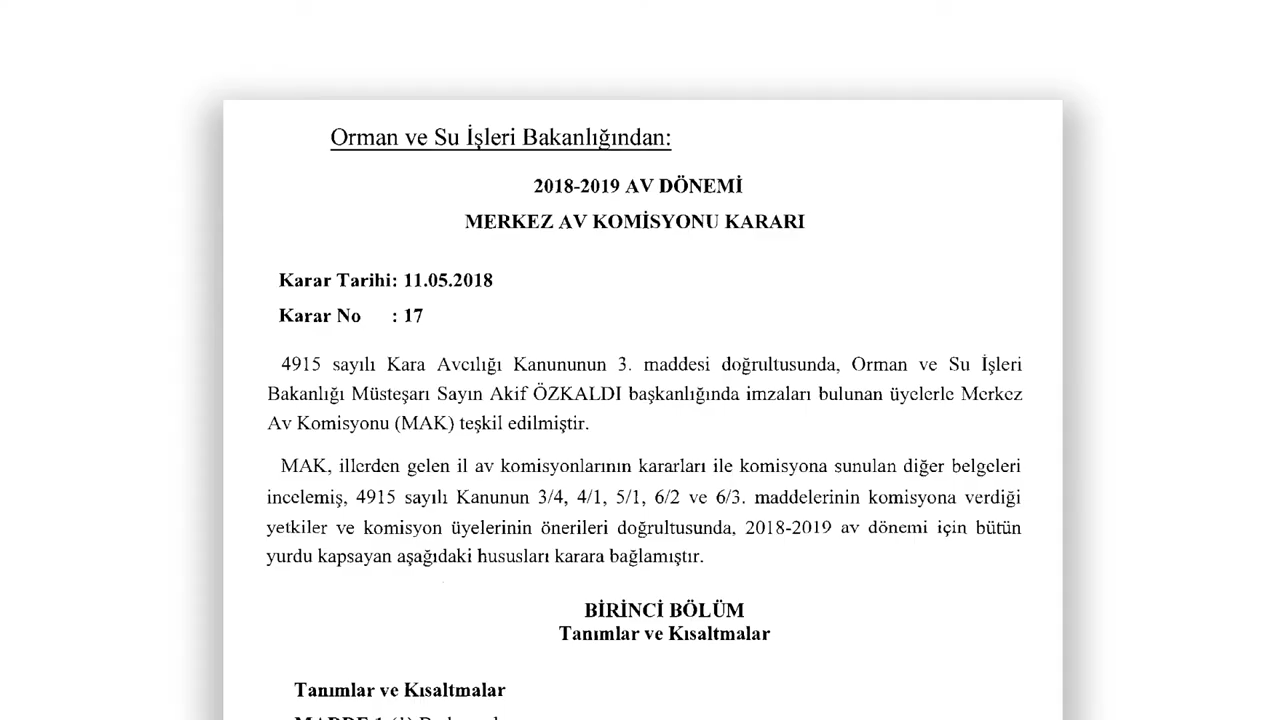 Orman ve Su İşleri Bakanlığından:
2018-2019 AV DÖNEMİ
MERKEZ AV KOMİSYONU KARARI
Karar Tarihi: 11.05.2018
Karar No : 17
4915 sayılı Kara Avcılığı Kanununun 3. maddesi doğrultusunda, Orman ve Su İşleri
Bakanlığı Müsteşarı Sayın Akif ÖZKALDI başkanlığında imzaları bulunan üyelerle Merkez
Av Komisyonu (MAK) teşkil edilmiştir.
MAK, illerden gelen il av komisyonlarının kararları ile komisyona sunulan diğer belgeleri
incelemiş, 4915 sayılı Kanunun 3/4, 4/1, 5/1, 6/2 ve 6/3. maddelerinin komisyona verdiği
yetkiler ve komisyon üyelerinin önerileri doğrultusunda, 2018-2019 av dönemi için bütün
yurdu kapsayan aşağıdaki hususları karara bağlamıştır.
BİRİNCİ BÖLÜM
Tanımlar ve Kısaltmalar
Tanımlar ve Kısaltmalar
MADDE 1 (1)